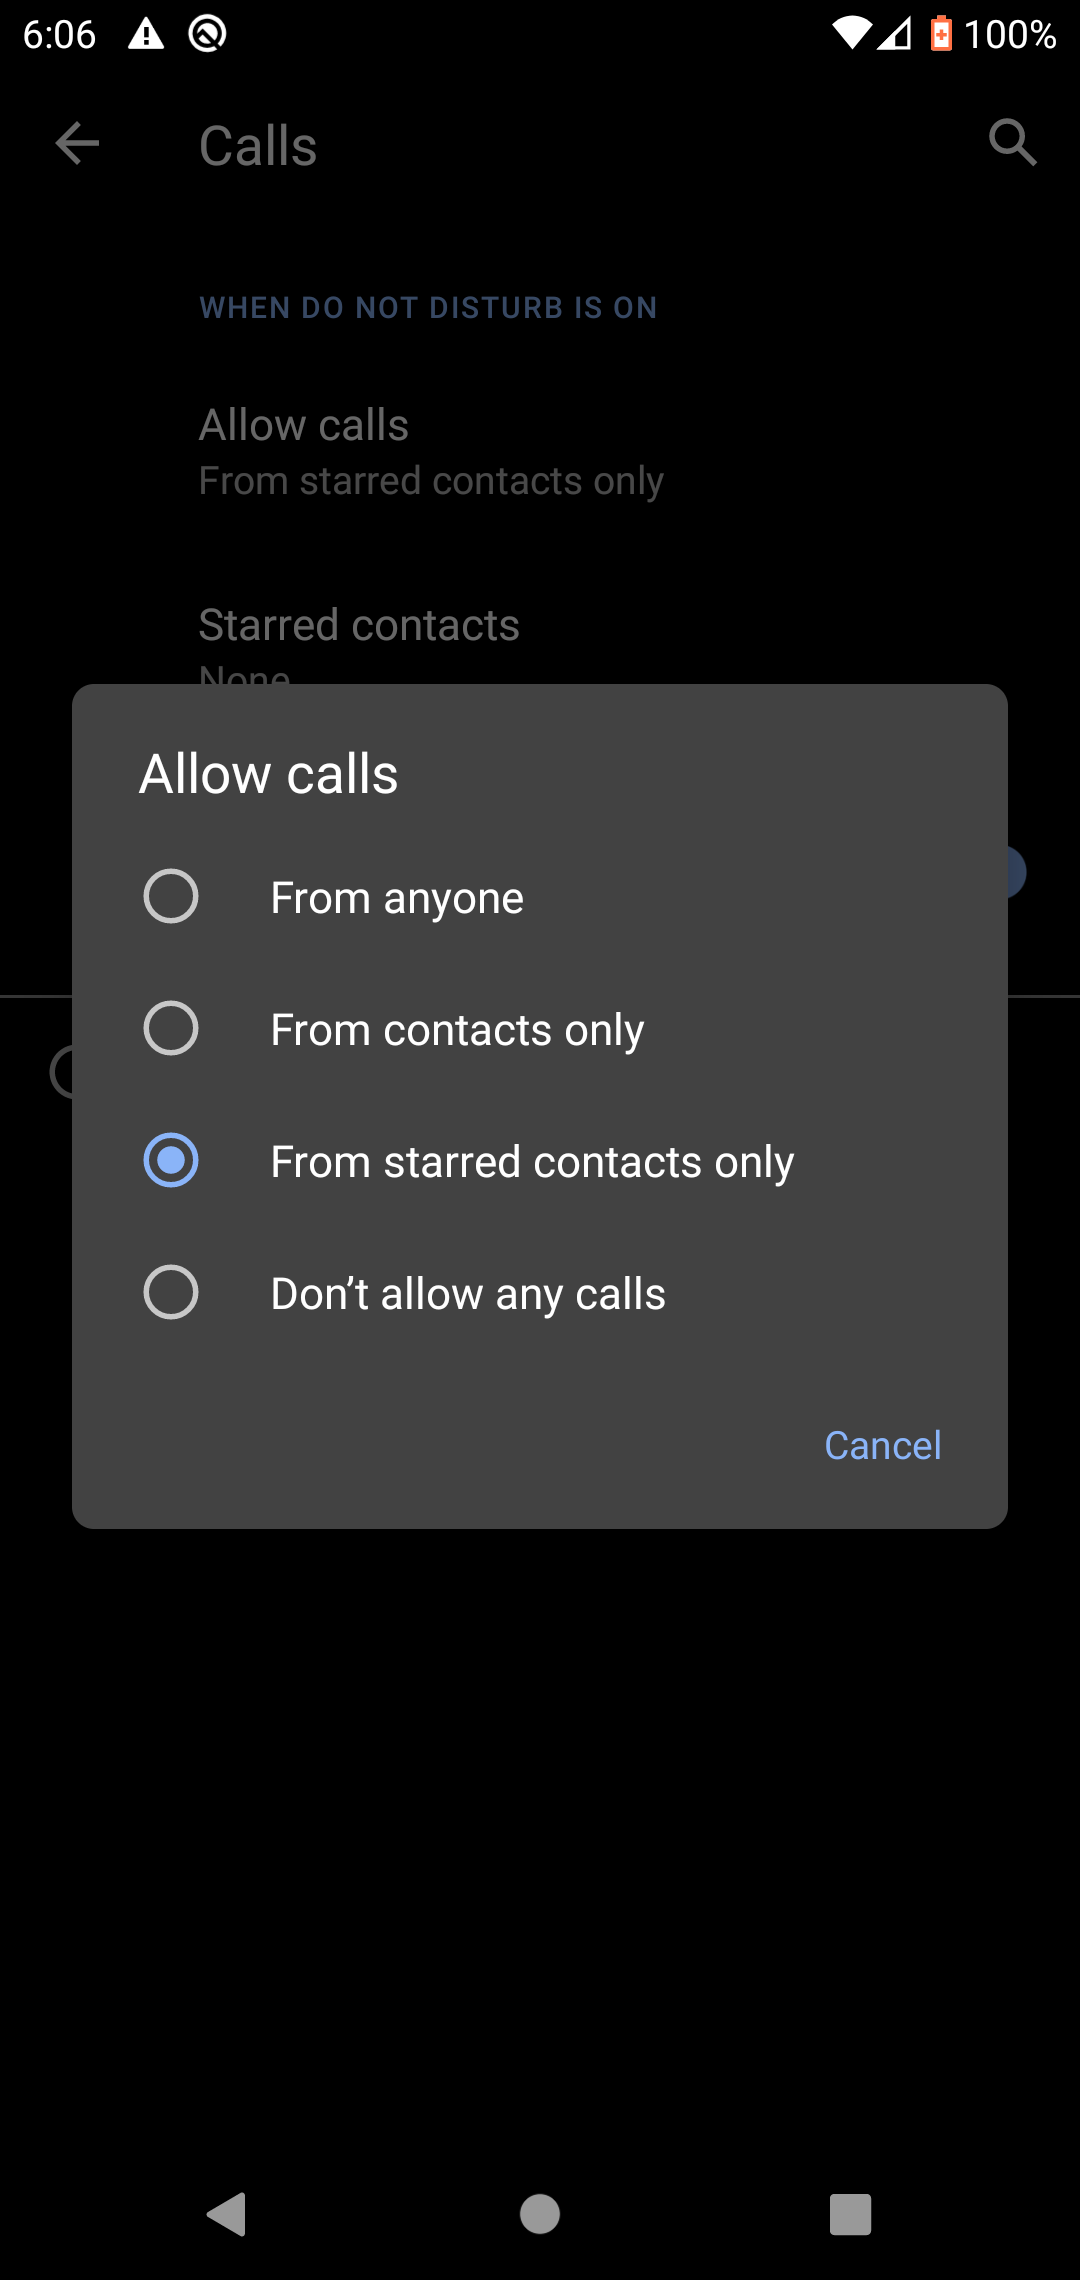 6:06
100%
Calls
WHEN DO NOT DISTURB IS ON
Allow calls
From starred contacts only
Starred contacts
None
Allow calls
From anyone
From contacts only
From starred contacts only
Don’t allow any calls
Cancel